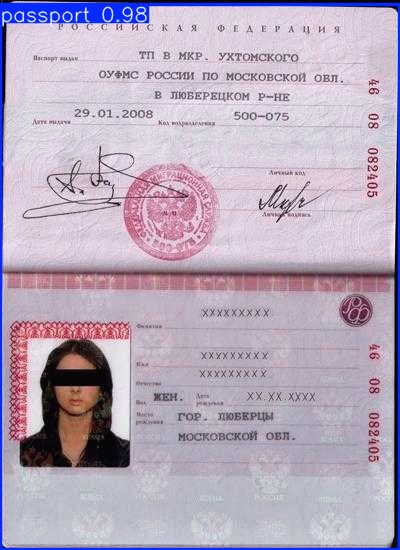 passport 0.98
РОССИЙСКАЯ ФЕДЕРАЦИЯ
Паспорт выдан
ТП В МКР. УХТОМСКОГО
ОУФМС РОССИИ ПО МОСКОВСКОЙ ОБЛ.
В ЛЮБЕРЕЦКОМ Р-НЕ
29.01.2008
500-075
Дата выдачи
Код подразделения
46 08 082405
Личный код
Личная подпись
XXXXXXXXX
Фамилия
XXXXXXXXX
Имя
XXXXXXXXX
Отчество
Пол
ЖЕН.
Дата рождения
XX.XX.XXXX
Место рождения
ГОР. ЛЮБЕРЦЫ
МОСКОВСКОЙ ОБЛ.
46 08 082405